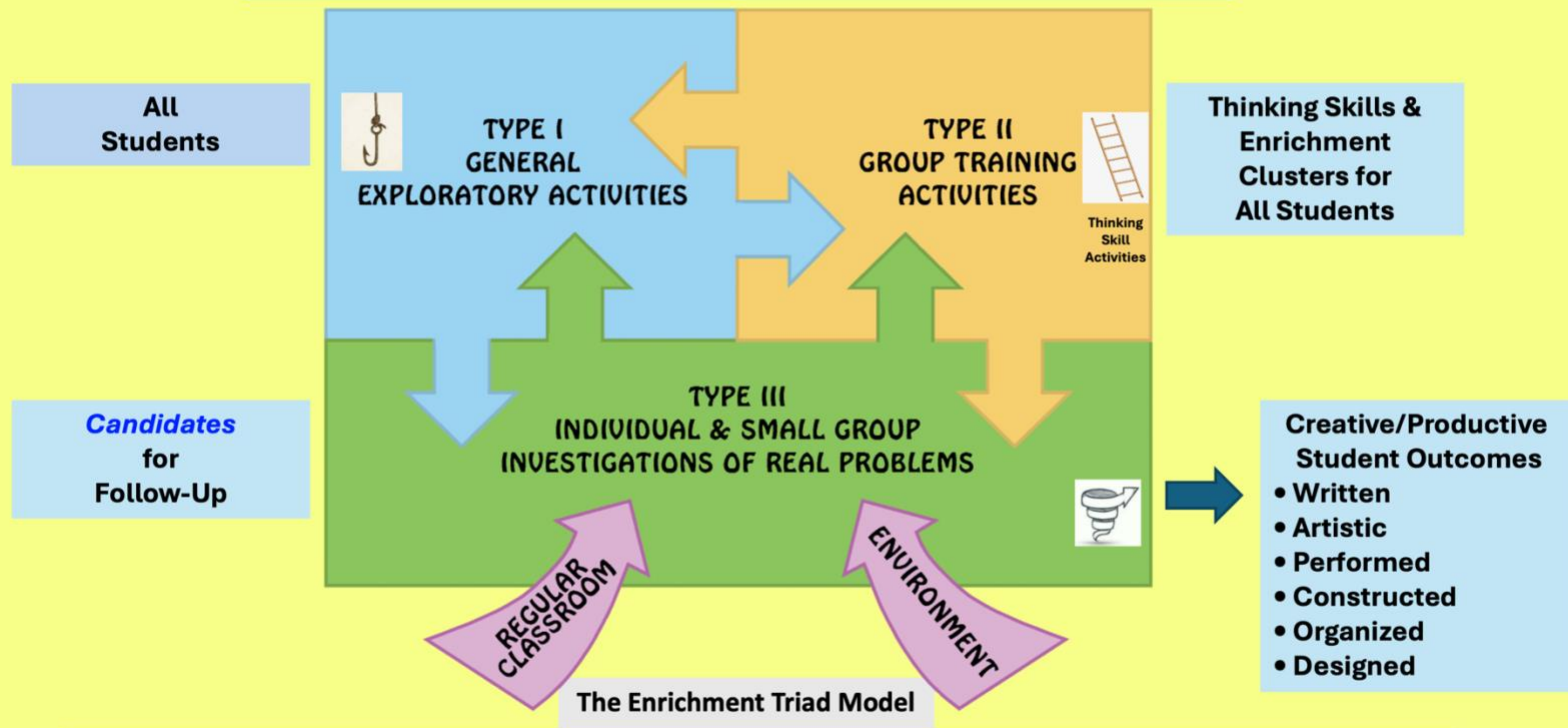 All
Students
TYPE I
GENERAL
EXPLORATORY ACTIVITIES
TYPE II
GROUP TRAINING
ACTIVITIES
Thinking
Skill
Activities
Thinking Skills &
Enrichment
Clusters for
All Students
Candidates
for
Follow-Up
TYPE III
INDIVIDUAL & SMALL GROUP
INVESTIGATIONS OF REAL PROBLEMS
Creative/Productive
Student Outcomes
• Written
• Artistic
• Performed
• Constructed
• Organized
• Designed
REGULAR
CLASSROOM
ENVIRONMENT
The Enrichment Triad Model